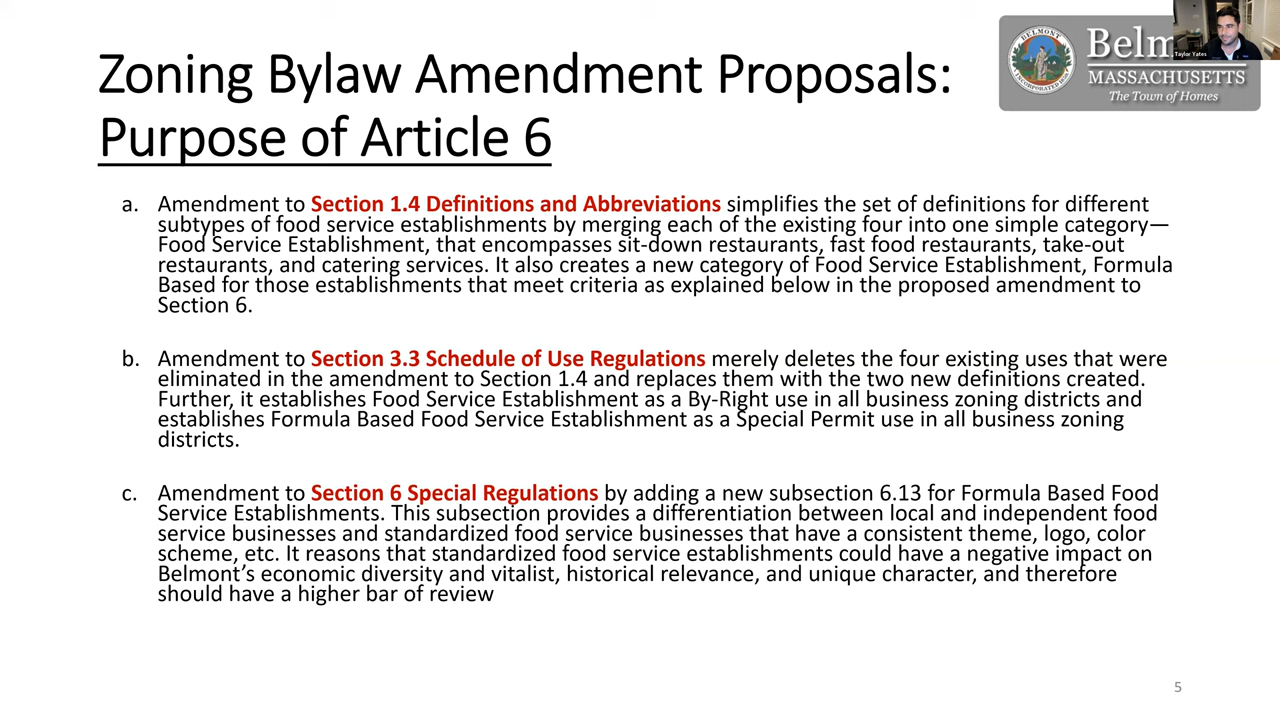 Zoning Bylaw Amendment Proposals:
Purpose of Article 6
Belm
MASSACHUSETTS
The Town of Homes
Taylor Yates
a. Amendment to Section 1.4 Definitions and Abbreviations simplifies the set of definitions for different
subtypes of food service establishments by merging each of the existing four into one simple category—
Food Service Establishment, that encompasses sit-down restaurants, fast food restaurants, take-out
restaurants, and catering services. It also creates a new category of Food Service Establishment, Formula
Based for those establishments that meet criteria as explained below in the proposed amendment to
Section 6.
b. Amendment to Section 3.3 Schedule of Use Regulations merely deletes the four existing uses that were
eliminated in the amendment to Section 1.4 and replaces them with the two new definitions created.
Further, it establishes Food Service Establishment as a By-Right use in all business zoning districts and
establishes Formula Based Food Service Establishment as a Special Permit use in all business zoning
districts.
c. Amendment to Section 6 Special Regulations by adding a new subsection 6.13 for Formula Based Food
Service Establishments. This subsection provides a differentiation between local and independent food
service businesses and standardized food service businesses that have a consistent theme, logo, color
scheme, etc. It reasons that standardized food service establishments could have a negative impact on
Belmont's economic diversity and vitalist, historical relevance, and unique character, and therefore
should have a higher bar of review
5